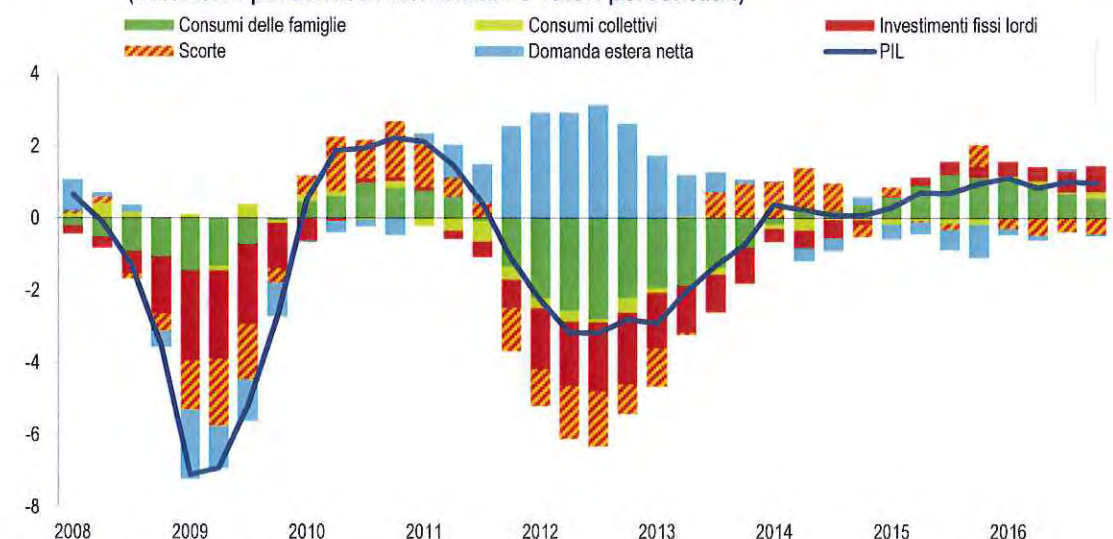 Consumi delle famiglie Consumi collettivi Investimenti fissi lordi
Scorte Domanda estera netta PIL
4
2
0
-2
-4
-6
-8
2008 2009 2010 2011 2012 2013 2014 2015 2016